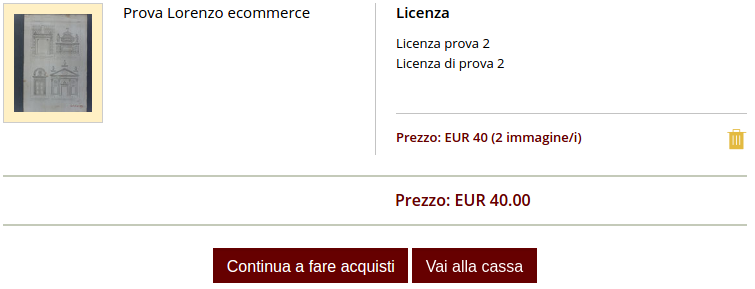 Prova Lorenzo ecommerce
Licenza
Licenza prova 2
Licenza di prova 2
Prezzo: EUR 40 (2 immagine/i)
Prezzo: EUR 40.00
Continua a fare acquisti
Vai alla cassa